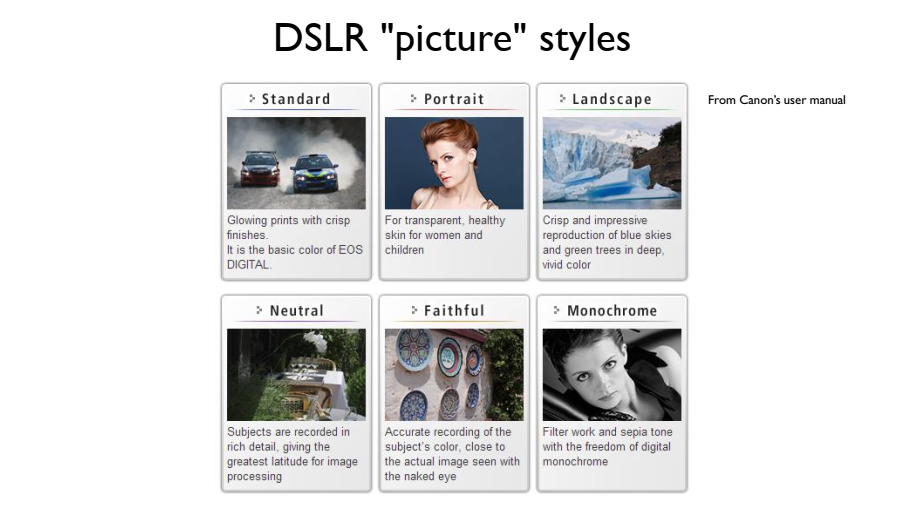 DSLR "picture" styles
From Canon's user manual
Standard
Glowing prints with crisp
finishes.
It is the basic color of EOS
DIGITAL.
Portrait
For transparent, healthy
skin for women and
children
Landscape
Crisp and impressive
reproduction of blue skies
and green trees in deep,
vivid color
Neutral
Subjects are recorded in
rich detail, giving the
greatest latitude for image
processing
Faithful
Accurate recording of the
subject's color, close to
the actual image seen with
the naked eye
Monochrome
Filter work and sepia tone
with the freedom of digital
monochrome